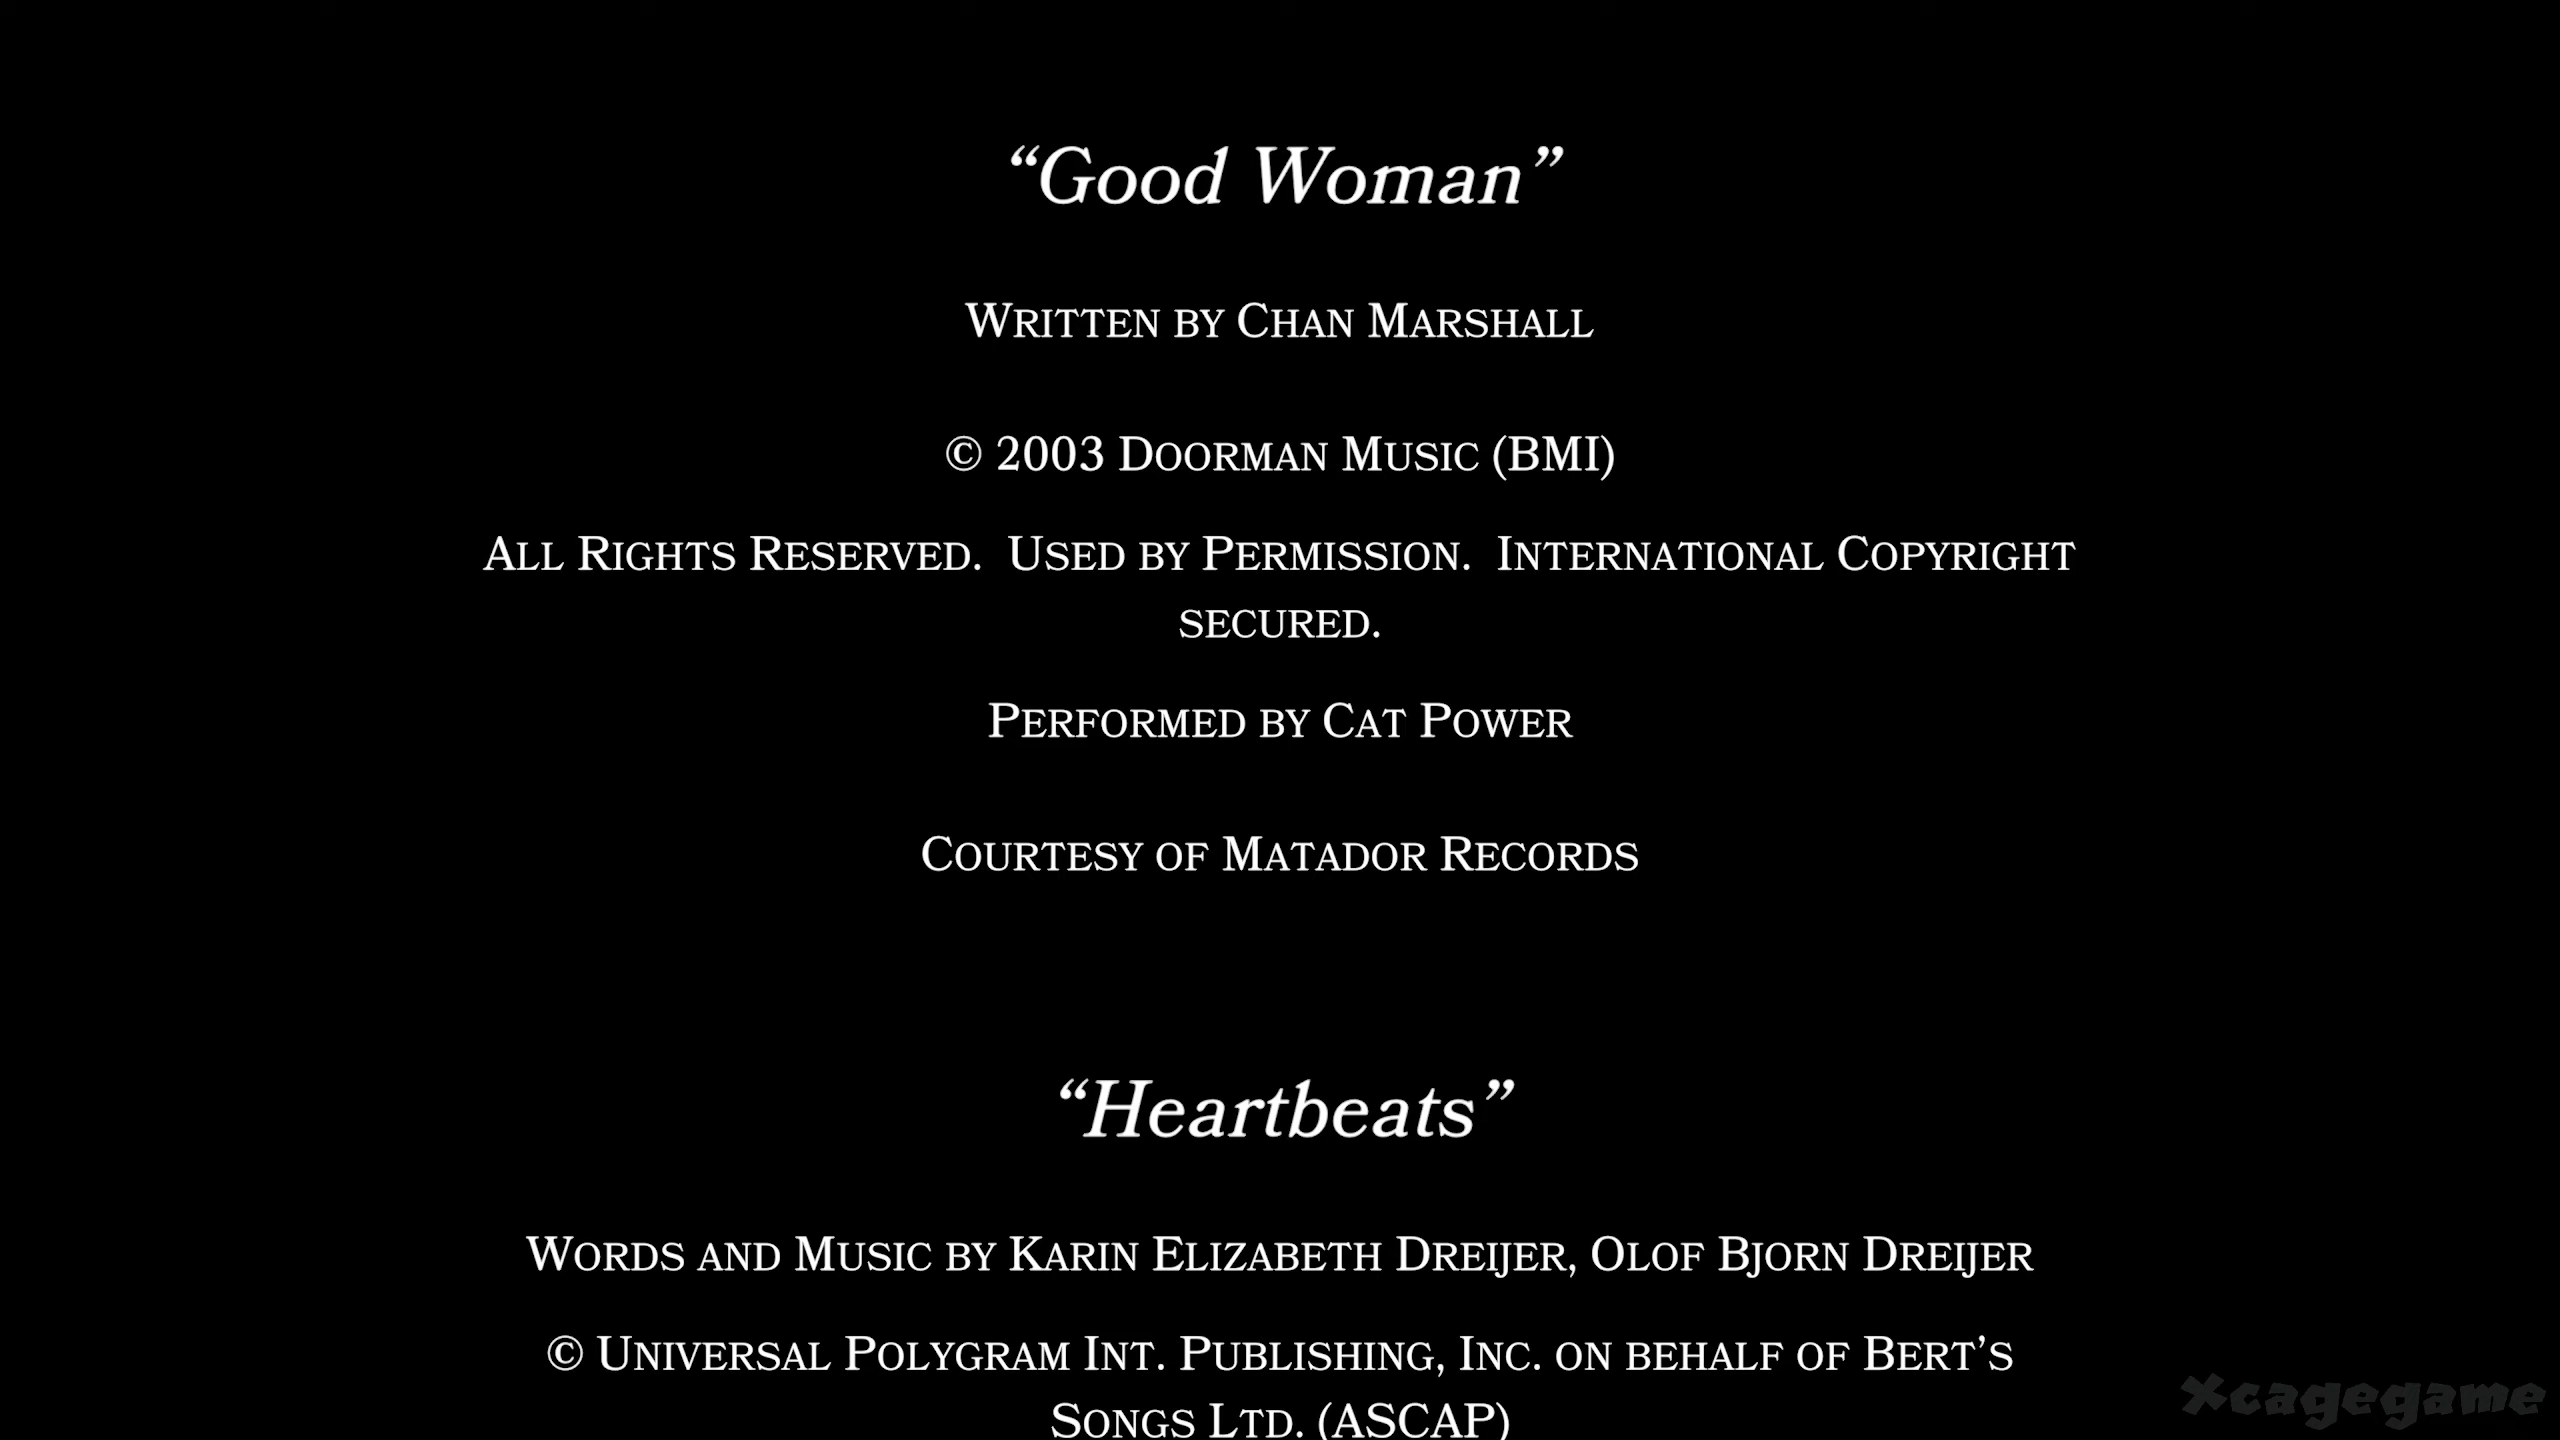 “Good Woman”
Written by Chan Marshall
© 2003 Doorman Music (BMI)
All Rights Reserved.  Used by Permission.  International Copyright
secured.
Performed by Cat Power
Courtesy of Matador Records
“Heartbeats”
Words and Music by Karin Elizabeth Dreijer, Olof Bjorn Dreijer
© Universal Polygram Int. Publishing, Inc. on behalf of Bert’s
Songs Ltd. (ASCAP)
Xcagegame